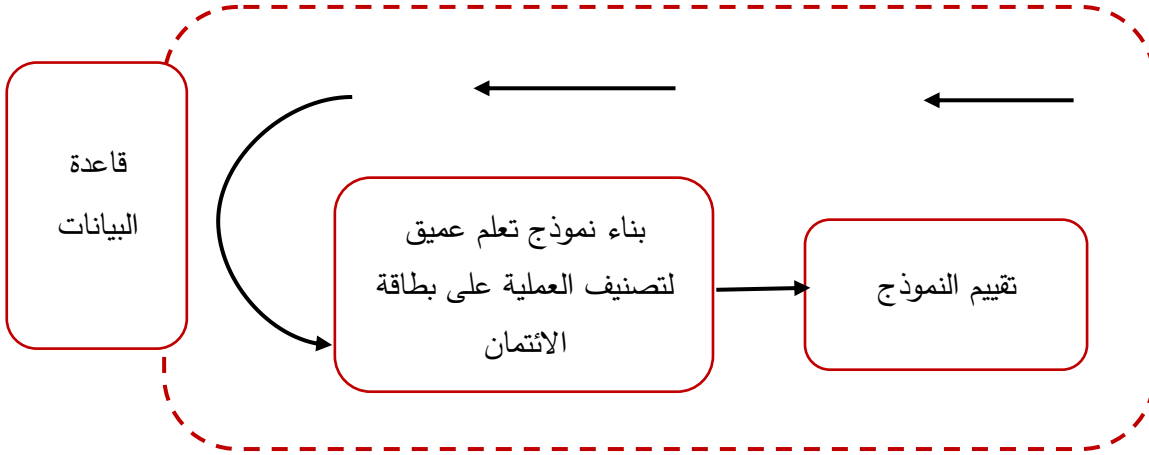 قاعدة
البيانات
بناء نموذج تعلم عميق
لتصنيف العملية على بطاقة
الائتمان
تقييم النموذج